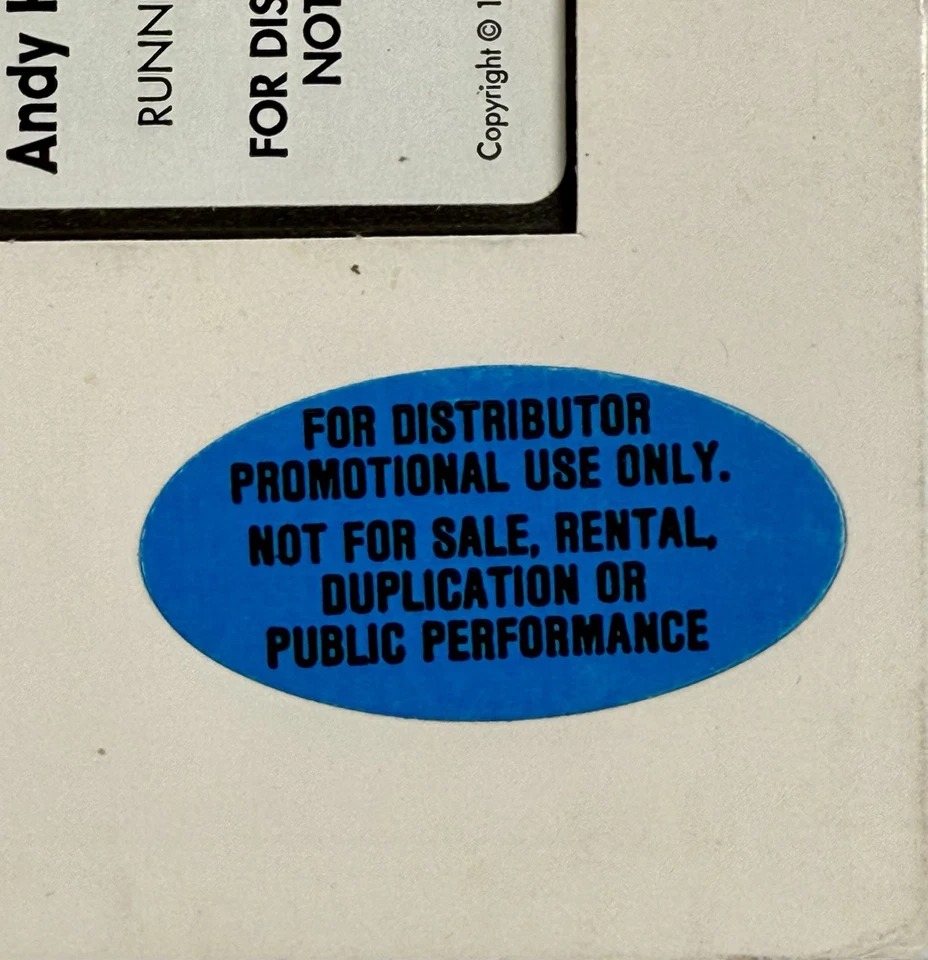 Andy
RUNN
FOR DIS
NOT
Copyright © 1
FOR DISTRIBUTOR
PROMOTIONAL USE ONLY.
NOT FOR SALE, RENTAL,
DUPLICATION OR
PUBLIC PERFORMANCE